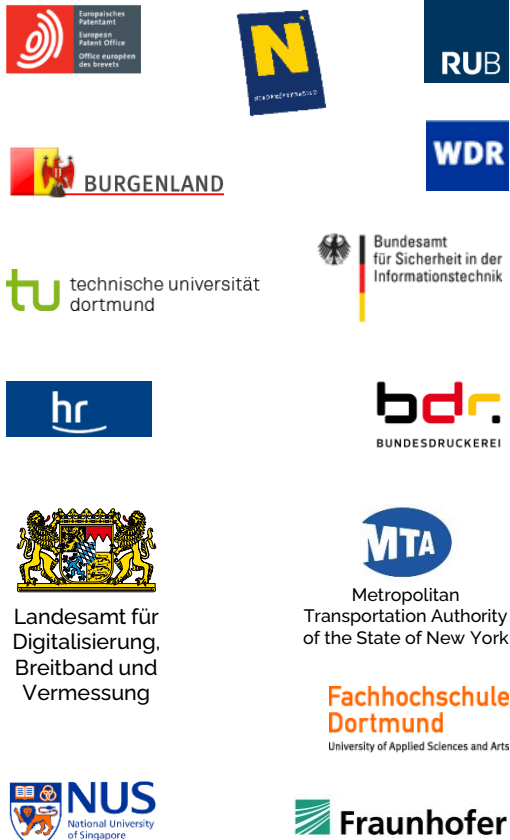 Europäisches
Patentamt
European
Patent Office
Office européen
des brevets
N
NIEDERÖSTERREICH
RUB
BURGENLAND
WDR
tu technische universität
dortmund
Bundesamt
für Sicherheit in der
Informationstechnik
hr
bdr.
BUNDESDRUCKEREI
Landesamt für
Digitalisierung,
Breitband und
Vermessung
MTA
Metropolitan
Transportation Authority
of the State of New York
Fachhochschule
Dortmund
University of Applied Sciences and Arts
NUS
National University
of Singapore
Fraunhofer